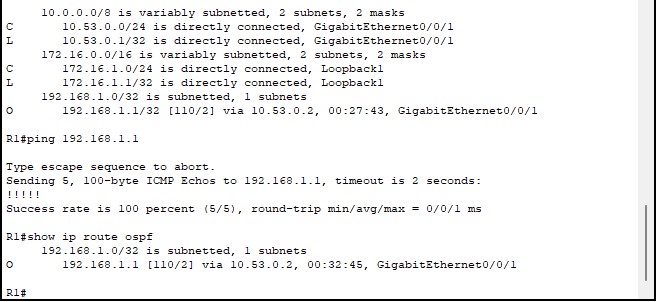 10.0.0.0/8 is variably subnetted, 2 subnets, 2 masks
C 10.53.0.0/24 is directly connected, GigabitEthernet0/0/1
L 10.53.0.1/32 is directly connected, GigabitEthernet0/0/1
172.16.0.0/16 is variably subnetted, 2 subnets, 2 masks
C 172.16.1.0/24 is directly connected, Loopback1
L 172.16.1.1/32 is directly connected, Loopback1
192.168.1.0/32 is subnetted, 1 subnets
O 192.168.1.1/32 [110/2] via 10.53.0.2, 00:27:43, GigabitEthernet0/0/1
R1#ping 192.168.1.1
Type escape sequence to abort.
Sending 5, 100-byte ICMP Echos to 192.168.1.1, timeout is 2 seconds:
!!!!!
Success rate is 100 percent (5/5), round-trip min/avg/max = 0/0/1 ms
R1#show ip route ospf
192.168.1.0/32 is subnetted, 1 subnets
O 192.168.1.1 [110/2] via 10.53.0.2, 00:32:45, GigabitEthernet0/0/1
R1#